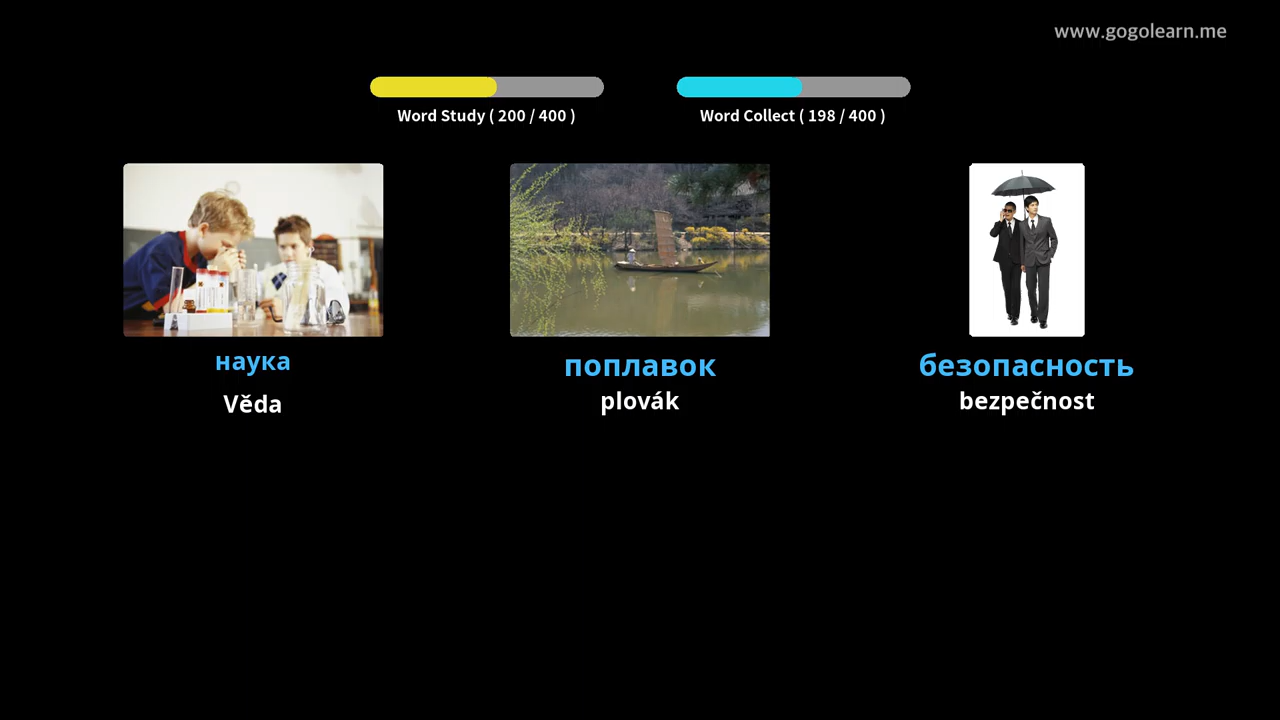 www.gogolearn.me
Word Study ( 200 / 400 )
Word Collect ( 198 / 400 )
наука
поплавок
безопасность
Věda
plovák
bezpečnost